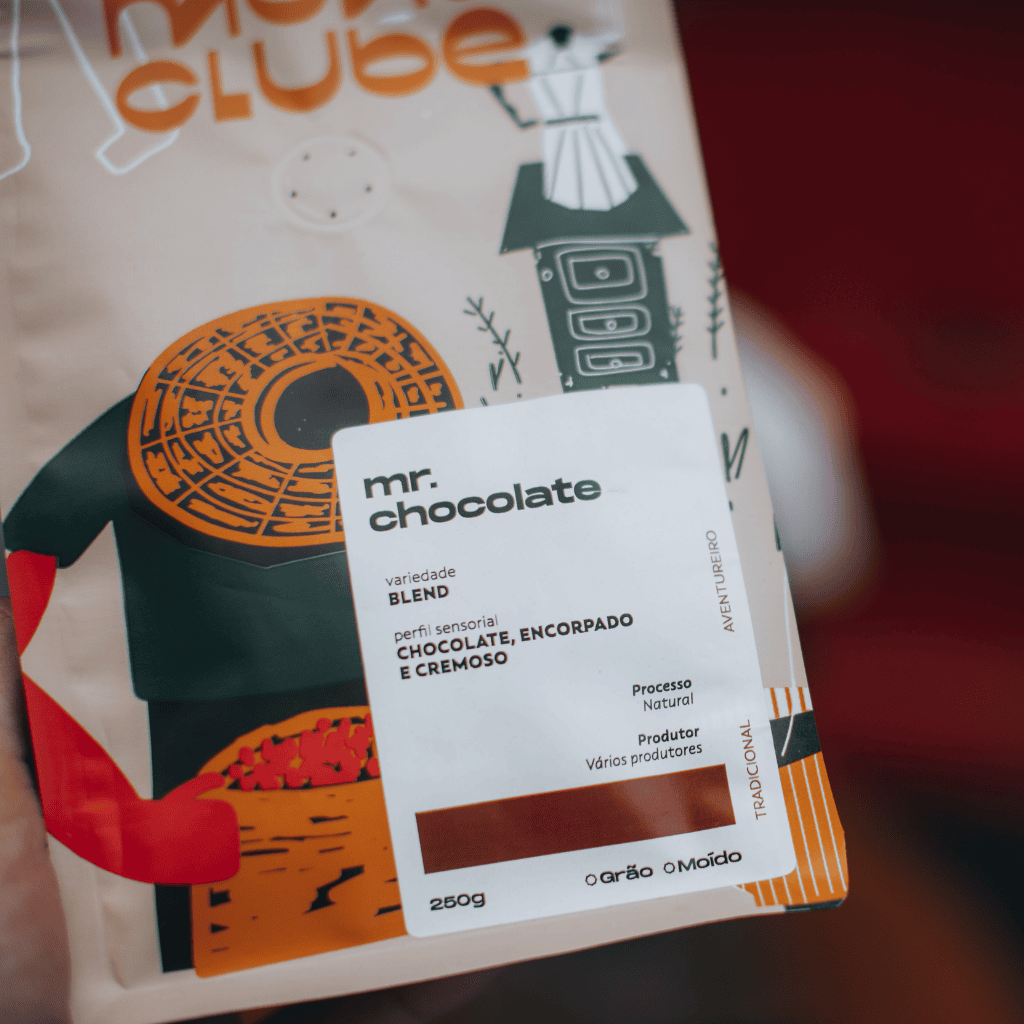 clube
mr.
chocolate
variedade
BLEND
perfil sensorial
CHOCOLATE, ENCORPADO
E CREMOSO
Processo
Natural
Produtor
Vários produtores
AVENTUREIRO
TRADICIONAL
250g
Grão Moído